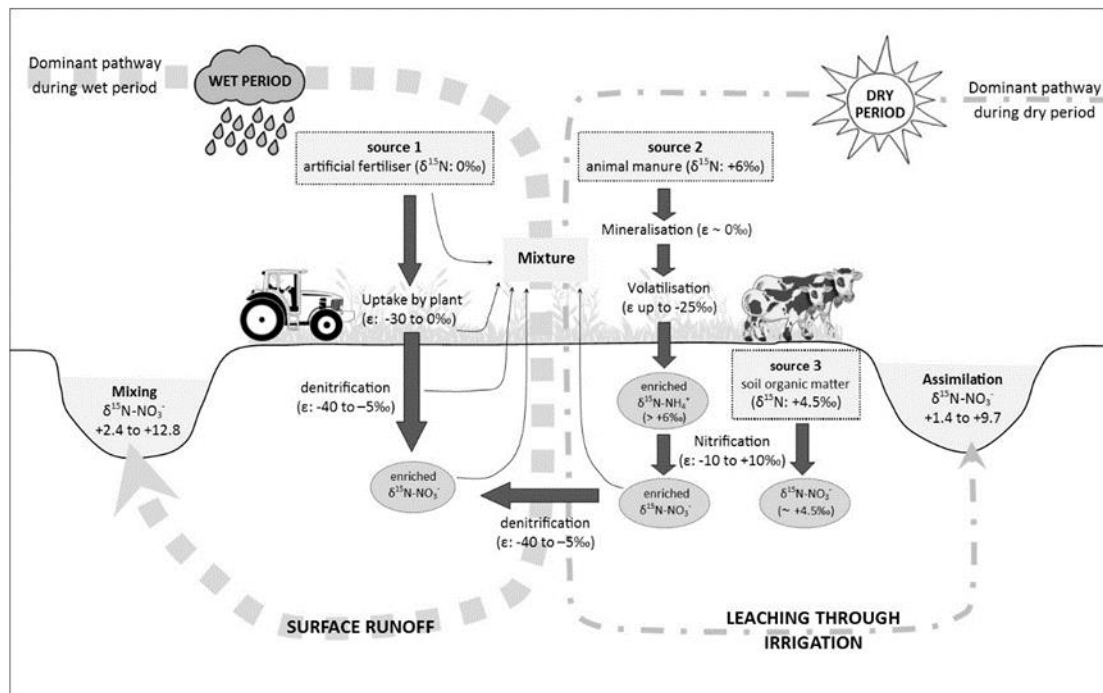 Dominant pathway
during wet period
WET PERIOD
DRY
PERIOD
Dominant pathway
during dry period
source 1
artificial fertiliser (δ¹⁵N: 0‰)
source 2
animal manure (δ¹⁵N: +6‰)
Mineralisation (ε ~ 0‰)
Mixture
Volatilisation
(ε up to -25‰)
Uptake by plant
(ε: -30 to 0‰)
source 3
soil organic matter
(δ¹⁵N: +4.5‰)
Mixing
δ¹⁵N-NO₃⁻
+2.4 to +12.8
denitrification
(ε: -40 to –5‰)
enriched
δ¹⁵N-NH₄⁺
(> +6‰)
Assimilation
δ¹⁵N-NO₃⁻
+1.4 to +9.7
Nitrification
(ε: -10 to +10‰)
enriched
δ¹⁵N-NO₃⁻
enriched
δ¹⁵N-NO₃⁻
δ¹⁵N-NO₃⁻
(~ +4.5‰)
denitrification
(ε: -40 to –5‰)
SURFACE RUNOFF
LEACHING THROUGH
IRRIGATION